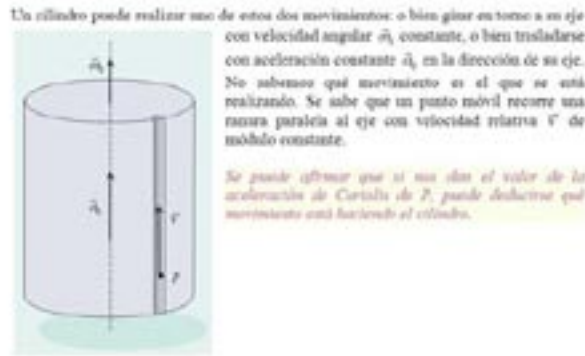 Un cilindro puede realizar uno de estos dos movimientos: o bien girar en torno a su eje
con velocidad angular ω₀ constante, o bien trasladarse
con aceleración constante a₀ en la dirección de su eje.
No sabemos qué movimiento es el que se está
realizando. Se sabe que un punto móvil recorre una
ranura paralela al eje con velocidad relativa v de
módulo constante.
Se puede afirmar que si nos dan el valor de la
aceleración de Coriolis de P, puede deducirse qué
movimiento está haciendo el cilindro.
ω₀
a₀
v
P